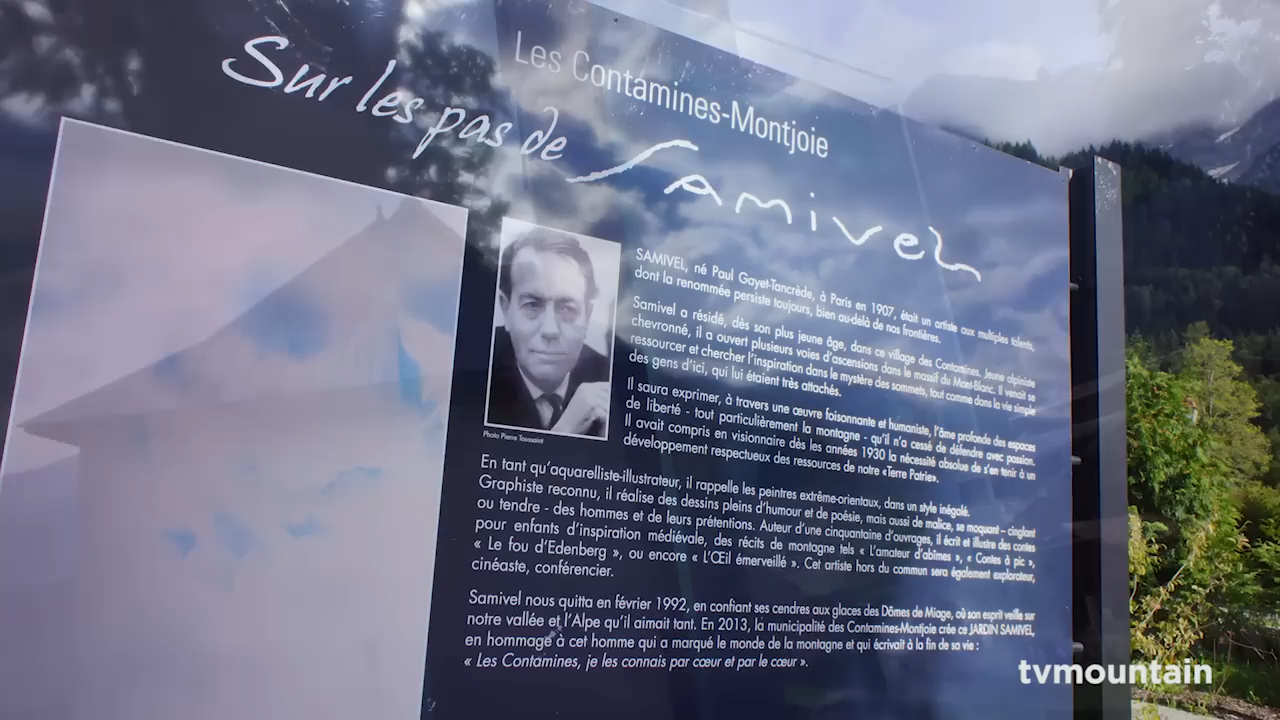 Les Contamines-Montjoie
Sur les pas de Samivel
SAMIVEL, né Paul Gayet-Tancrède, à Paris en 1907, était un artiste aux multiples talents,
dont la renommée persiste toujours, bien au-delà de nos frontières.
Samivel a résidé, dès son plus jeune âge, dans ce village des Contamines. Jeune alpiniste
chevronné, il a ouvert plusieurs voies d'ascensions dans le massif du Mont-Blanc. Il venait se
ressourcer et chercher l'inspiration dans le mystère des sommets, tout comme dans la vie simple
des gens d'ici, qui lui étaient très attachés.
Il saura exprimer, à travers une œuvre foisonnante et humaniste, l'âme profonde des espaces
de liberté - tout particulièrement la montagne - qu'il n'a cessé de défendre avec passion.
Il avait compris en visionnaire dès les années 1930 la nécessité absolue de s'en tenir à un
développement respectueux des ressources de notre «Terre Patrie».
Photo Pierre Toussaint
En tant qu'aquarelliste-illustrateur, il rappelle les peintres extrême-orientaux, dans un style inégalé.
Graphiste reconnu, il réalise des dessins pleins d'humour et de poésie, mais aussi de malice, se moquant – cinglant
ou tendre - des hommes et de leurs prétentions. Auteur d'une cinquantaine d'ouvrages, il écrit et illustre des contes
pour enfants d'inspiration médiévale, des récits de montagne tels « L'amateur d'abîmes », « Contes à pic »,
« Le fou d'Edenberg », ou encore « L'Œil émerveillé ». Cet artiste hors du commun sera également explorateur,
cinéaste, conférencier.
Samivel nous quitta en février 1992, en confiant ses cendres aux glaces des Dômes de Miage, où son esprit veille sur
notre vallée et l'Alpe qu'il aimait tant. En 2013, la municipalité des Contamines-Montjoie crée ce JARDIN SAMIVEL,
en hommage à cet homme qui a marqué le monde de la montagne et qui écrivait à la fin de sa vie :
« Les Contamines, je les connais par cœur et par le cœur ».
tvmountain